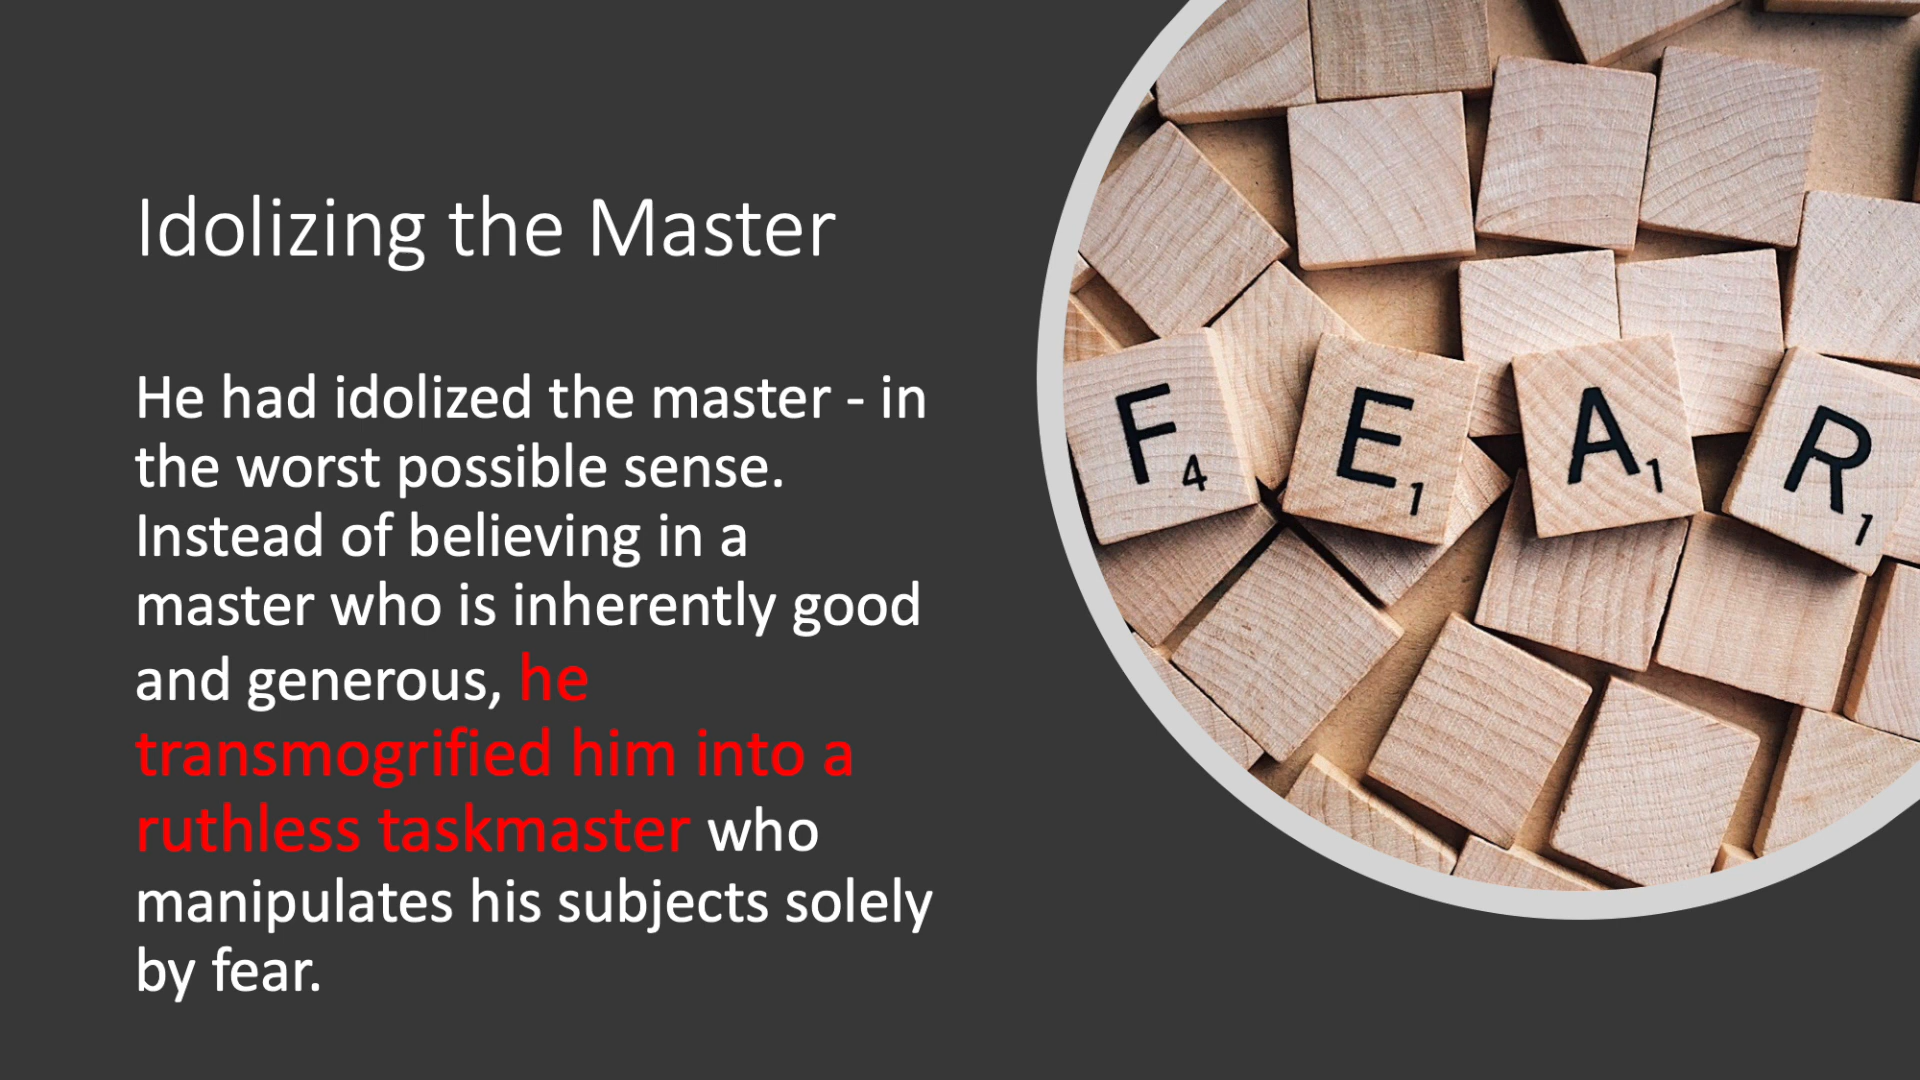 Idolizing the Master
He had idolized the master - in
the worst possible sense.
Instead of believing in a
master who is inherently good
and generous, he
transmogrified him into a
ruthless taskmaster who
manipulates his subjects solely
by fear.
F4 E1 A1 R1